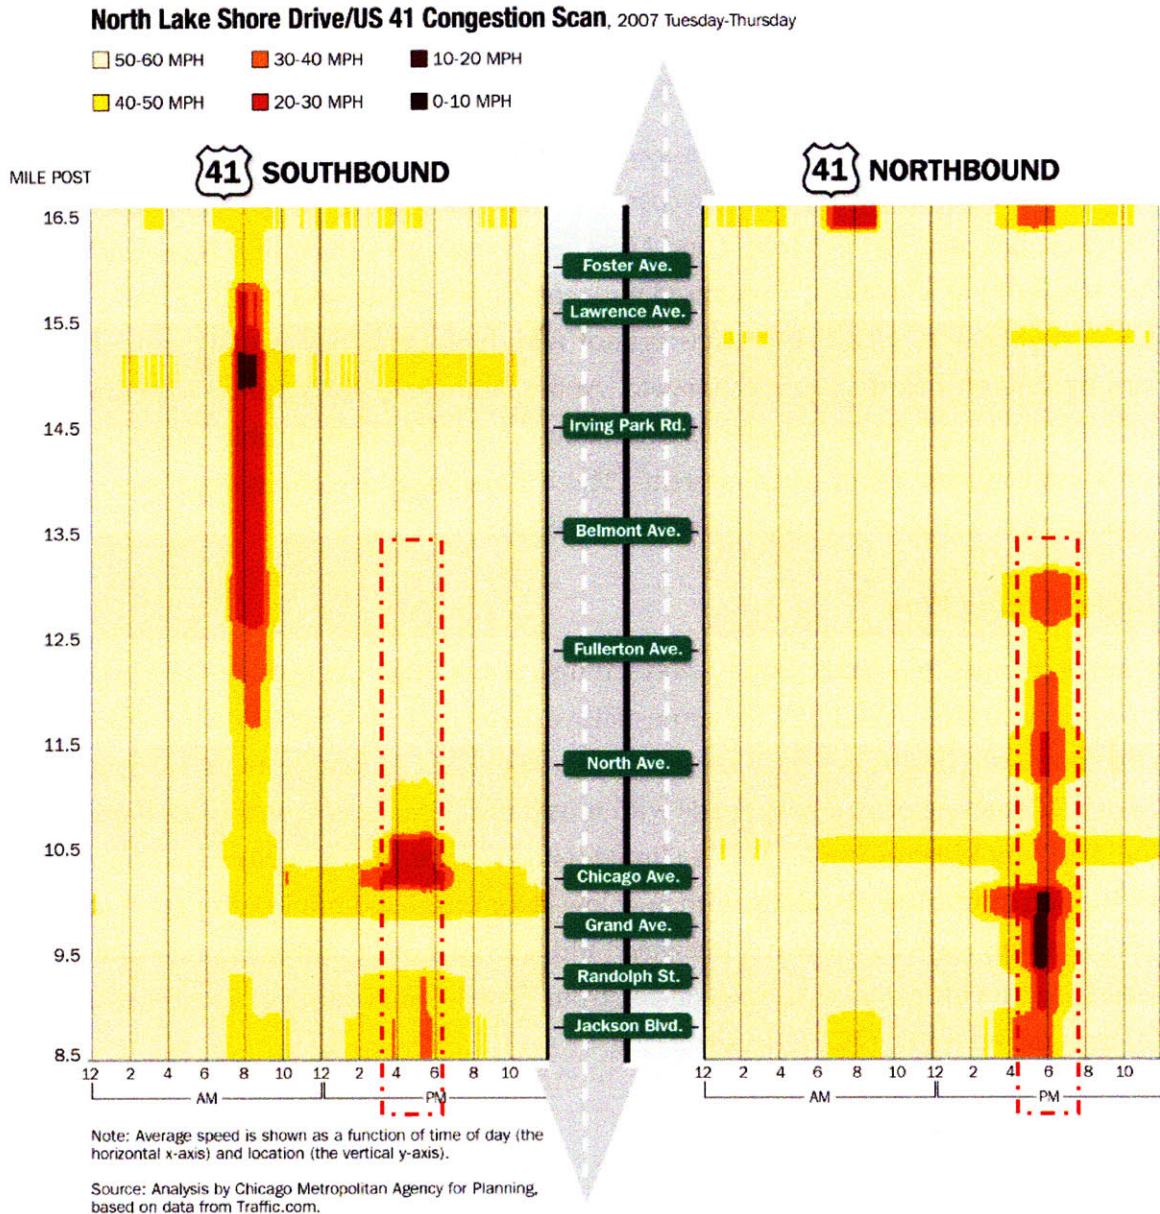 North Lake Shore Drive/US 41 Congestion Scan, 2007 Tuesday-Thursday
50-60 MPH 30-40 MPH 10-20 MPH
40-50 MPH 20-30 MPH 0-10 MPH
MILE POST 41 SOUTHBOUND 41 NORTHBOUND
16.5
Foster Ave.
Lawrence Ave.
15.5
14.5 Irving Park Rd.
13.5 Belmont Ave.
12.5 Fullerton Ave.
11.5
North Ave.
10.5
Chicago Ave.
Grand Ave.
9.5
Randolph St.
Jackson Blvd.
8.5
12 2 4 6 8 10 12 2 4 6 8 10 12 2 4 6 8 10 12 2 4 6 8 10
AM PM AM PM
Note: Average speed is shown as a function of time of day (the
horizontal x-axis) and location (the vertical y-axis).
Source: Analysis by Chicago Metropolitan Agency for Planning,
based on data from Traffic.com.